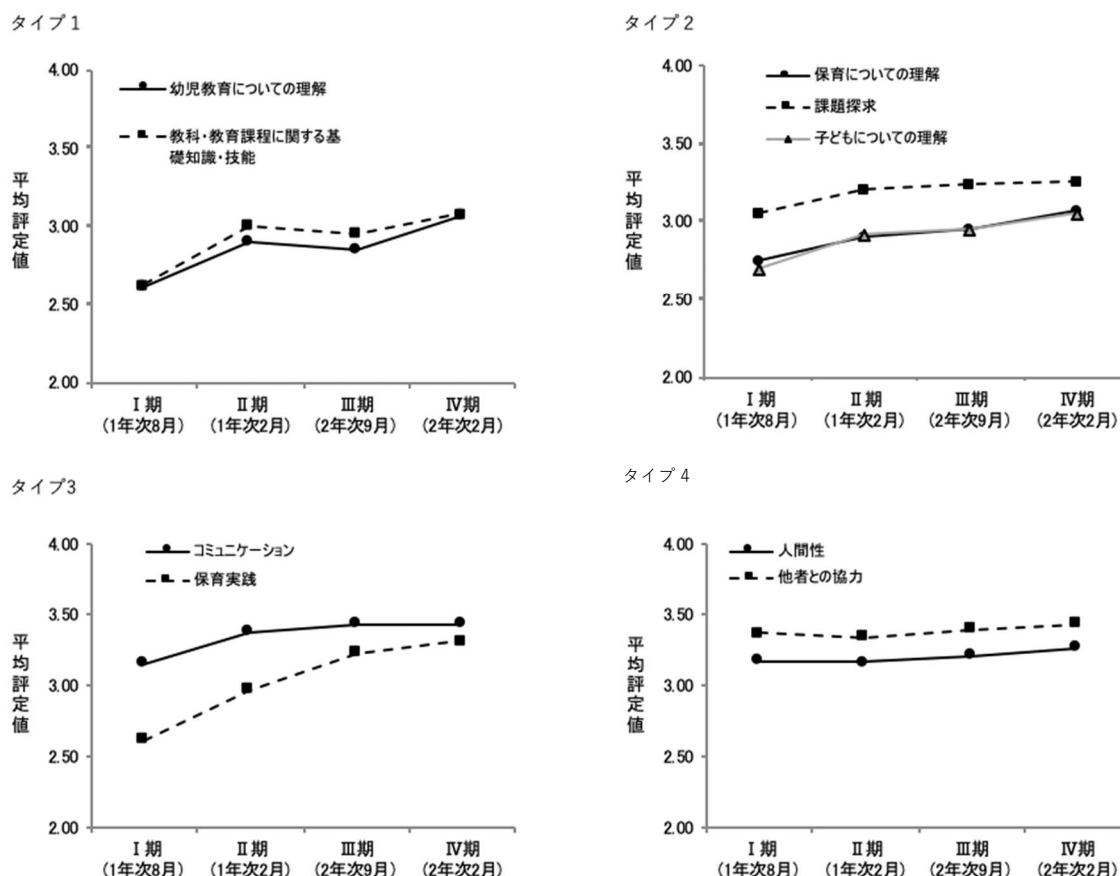 タイプ1
4.00
3.50
3.00
2.50
2.00
平均評定値
幼児教育についての理解
教科・教育課程に関する基
礎知識・技能
Ⅰ期
(1年次8月)
Ⅱ期
(1年次2月)
Ⅲ期
(2年次9月)
Ⅳ期
(2年次2月)
タイプ2
4.00
3.50
3.00
2.50
2.00
平均評定値
保育についての理解
課題探求
子どもについての理解
Ⅰ期
(1年次8月)
Ⅱ期
(1年次2月)
Ⅲ期
(2年次9月)
Ⅳ期
(2年次2月)
タイプ3
4.00
3.50
3.00
2.50
2.00
平均評定値
コミュニケーション
保育実践
Ⅰ期
(1年次8月)
Ⅱ期
(1年次2月)
Ⅲ期
(2年次9月)
Ⅳ期
(2年次2月)
タイプ4
4.00
3.50
3.00
2.50
2.00
平均評定値
人間性
他者との協力
Ⅰ期
(1年次8月)
Ⅱ期
(1年次2月)
Ⅲ期
(2年次9月)
Ⅳ期
(2年次2月)